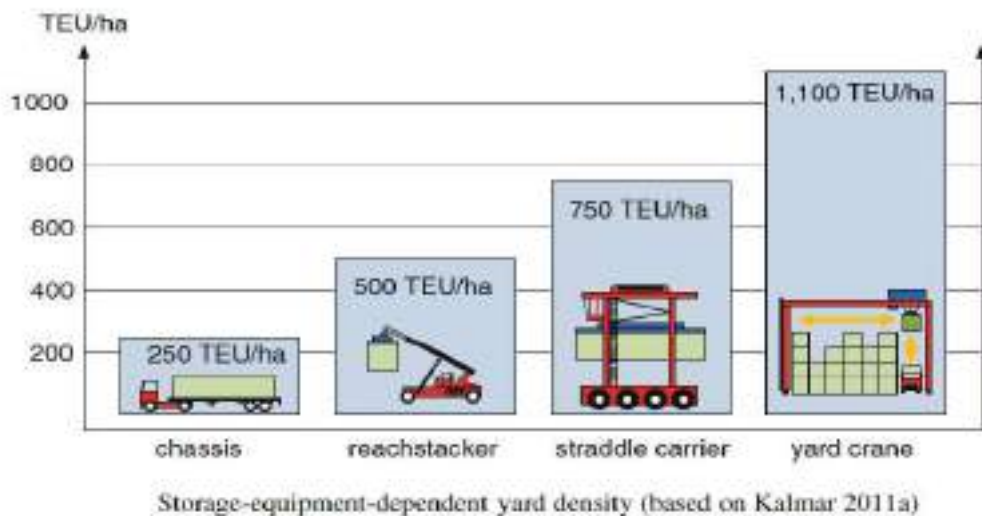 TEU/ha
1000
800
600
400
200
250 TEU/ha
500 TEU/ha
750 TEU/ha
1,100 TEU/ha
chassis
reachstacker
straddle carrier
yard crane
Storage-equipment-dependent yard density (based on Kalmar 2011a)